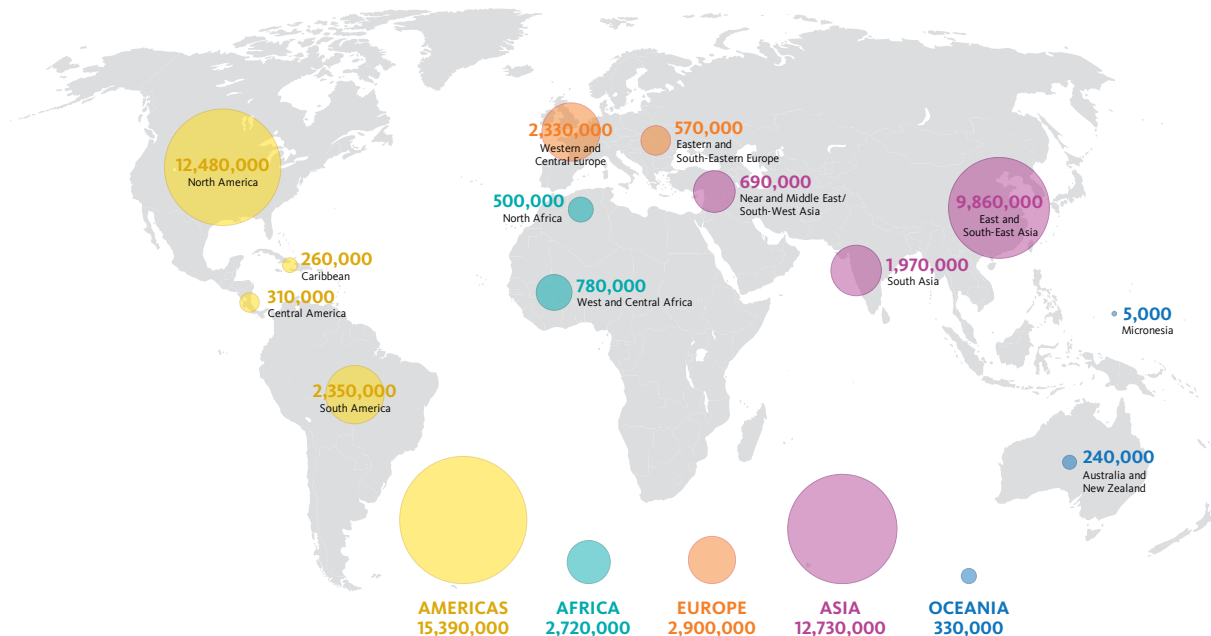 2,330,000
Western and
Central Europe
570,000
Eastern and
South-Eastern Europe
12,480,000
North America
690,000
Near and Middle East/
South-West Asia
500,000
North Africa
9,860,000
East and
South-East Asia
260,000
Caribbean
1,970,000
South Asia
780,000
West and Central Africa
310,000
Central America
5,000
Micronesia
2,350,000
South America
240,000
Australia and
New Zealand
AMERICAS
15,390,000
AFRICA
2,720,000
EUROPE
2,900,000
ASIA
12,730,000
OCEANIA
330,000